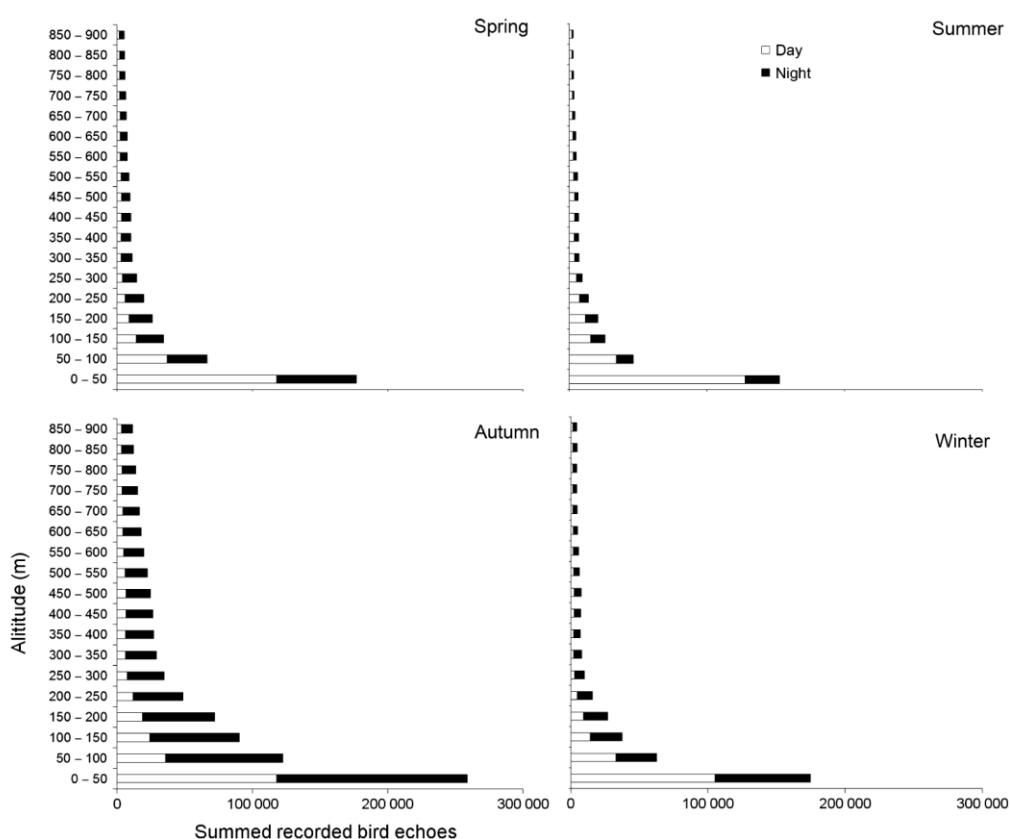 Spring
850 – 900
800 – 850
750 – 800
700 – 750
650 – 700
600 – 650
550 – 600
500 – 550
450 – 500
400 – 450
350 – 400
300 – 350
250 – 300
200 – 250
150 – 200
100 – 150
50 – 100
0 – 50
Summer
Day
Night
0
100 000
200 000
300 000
0
100 000
200 000
300 000
Autumn
850 – 900
800 – 850
750 – 800
700 – 750
650 – 700
600 – 650
550 – 600
500 – 550
450 – 500
400 – 450
350 – 400
300 – 350
250 – 300
200 – 250
150 – 200
100 – 150
50 – 100
0 – 50
Alititude (m)
0
100 000
200 000
300 000
Winter
0
100 000
200 000
300 000
Summed recorded bird echoes